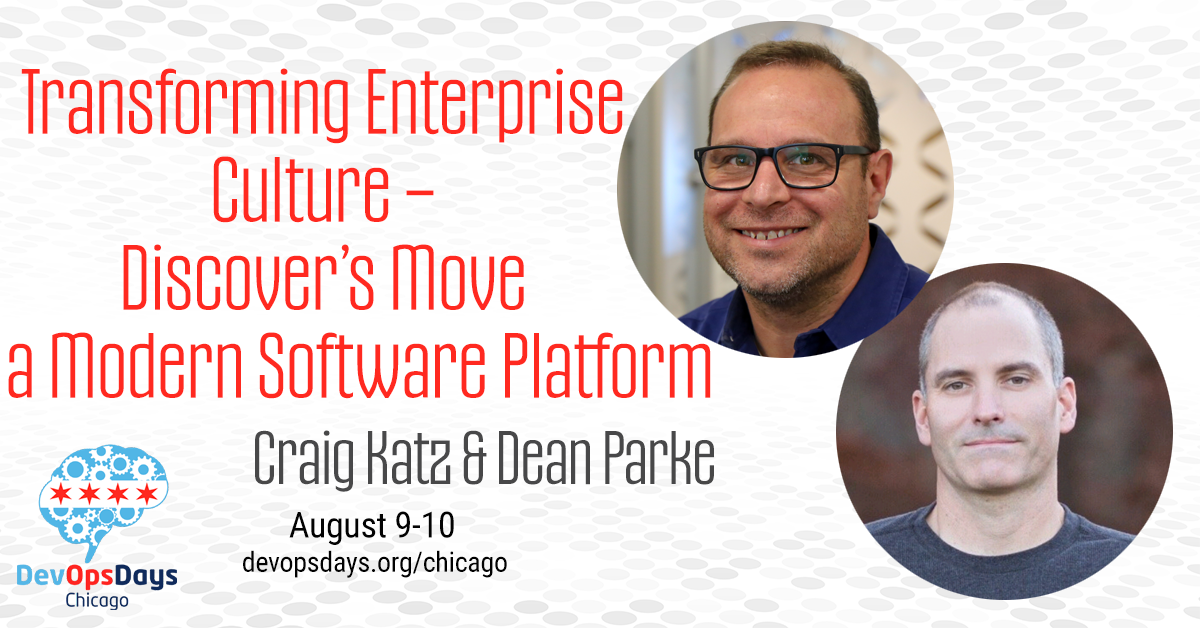 Transforming Enterprise
Culture –
Discover's Move
a Modern Software Platform
Craig Katz & Dean Parke
August 9-10
devopsdays.org/chicago
DevOpsDays
Chicago